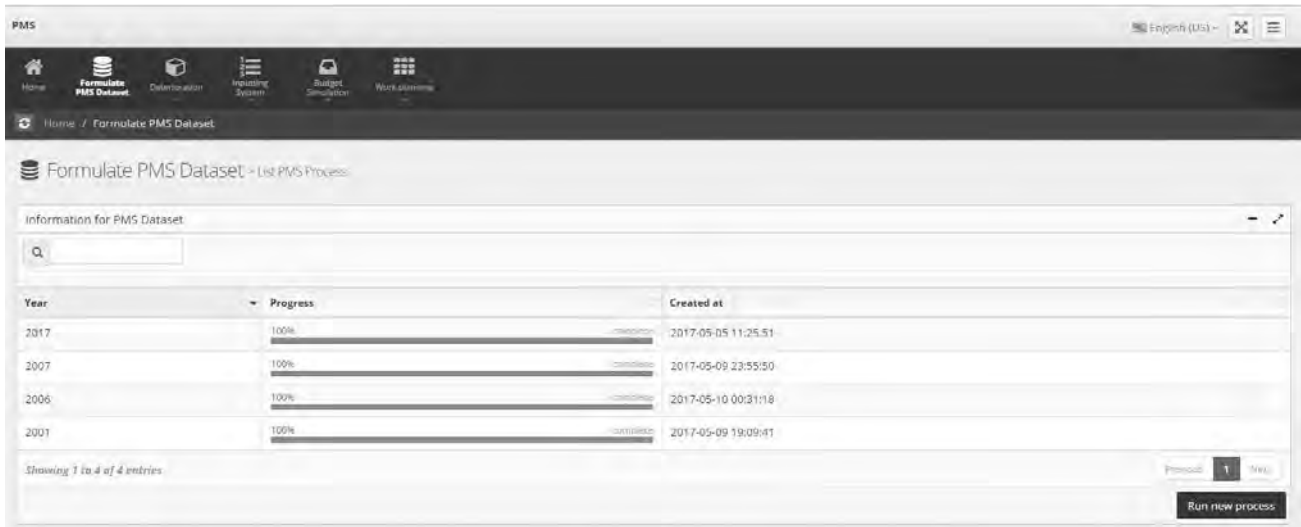 PMS English (US)
Home Formulate PMS Dataset Deterioration Inputting System Budget Simulation Work planning
Home / Formulate PMS Dataset
Formulate PMS Dataset > List PMS Process
Information for PMS Dataset
Year Progress Created at
2017 100% complete 2017-05-05 11:25:51
2007 100% complete 2017-05-09 23:55:50
2006 100% complete 2017-05-10 00:31:18
2001 100% complete 2017-05-09 19:09:41
Showing 1 to 4 of 4 entries Previous 1 Next
Run new process